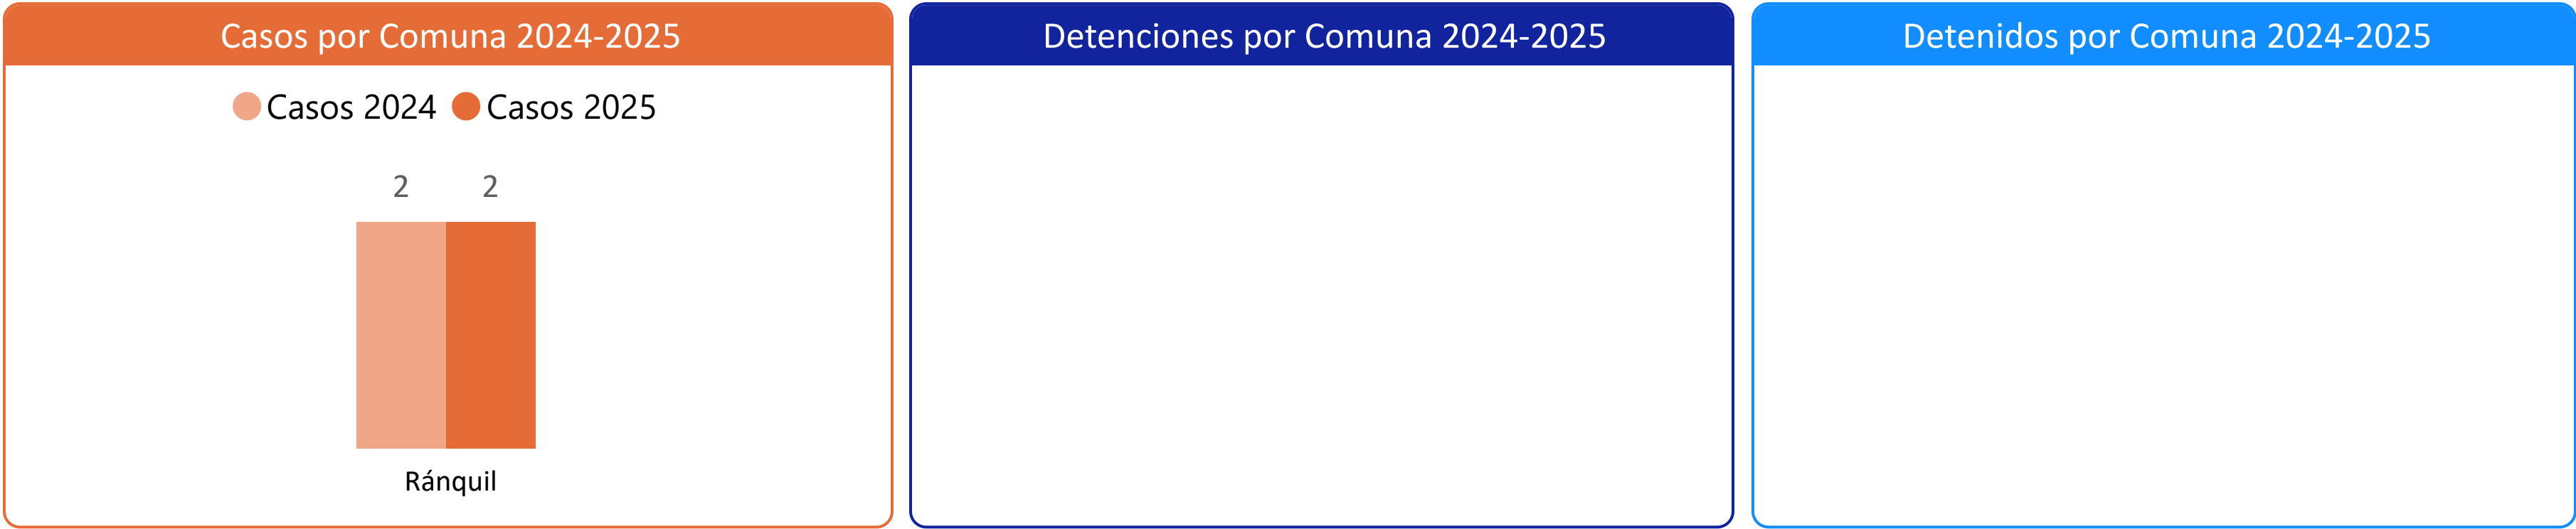 Casos por Comuna 2024-2025
Casos 2024 Casos 2025
2 2
Ránquil
Detenciones por Comuna 2024-2025
Detenidos por Comuna 2024-2025